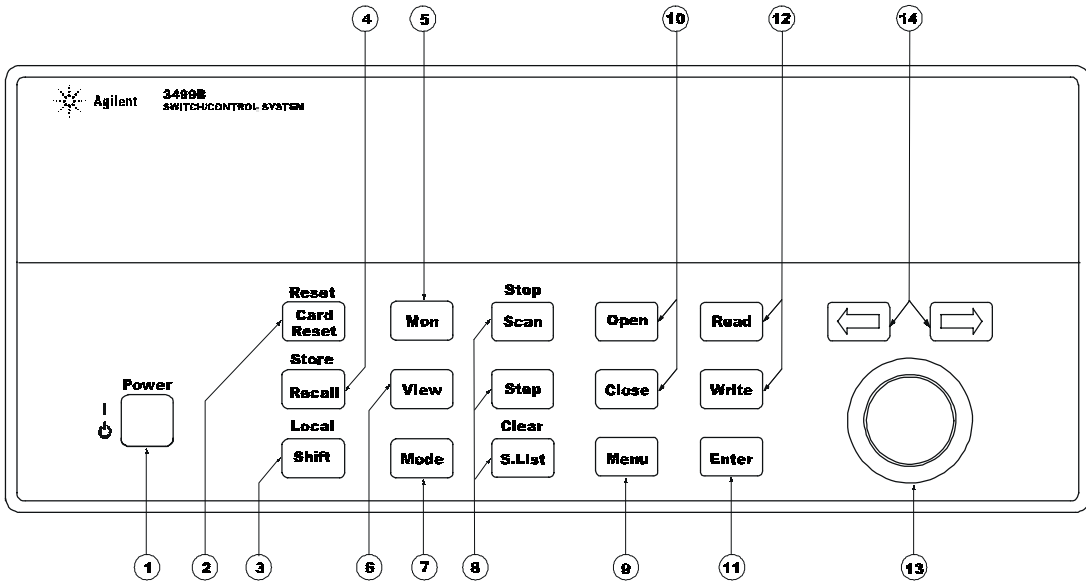 4 5 10 12 14
Agilent 3499B
SWITCH/CONTROL SYSTEM
Reset Stop
Card Reset Mon Scan Open Read
Store
Recall View Step Close Write
Power
Local Clear
Shift Mode S.List Menu Enter
1 2 3 6 7 8 9 11 13